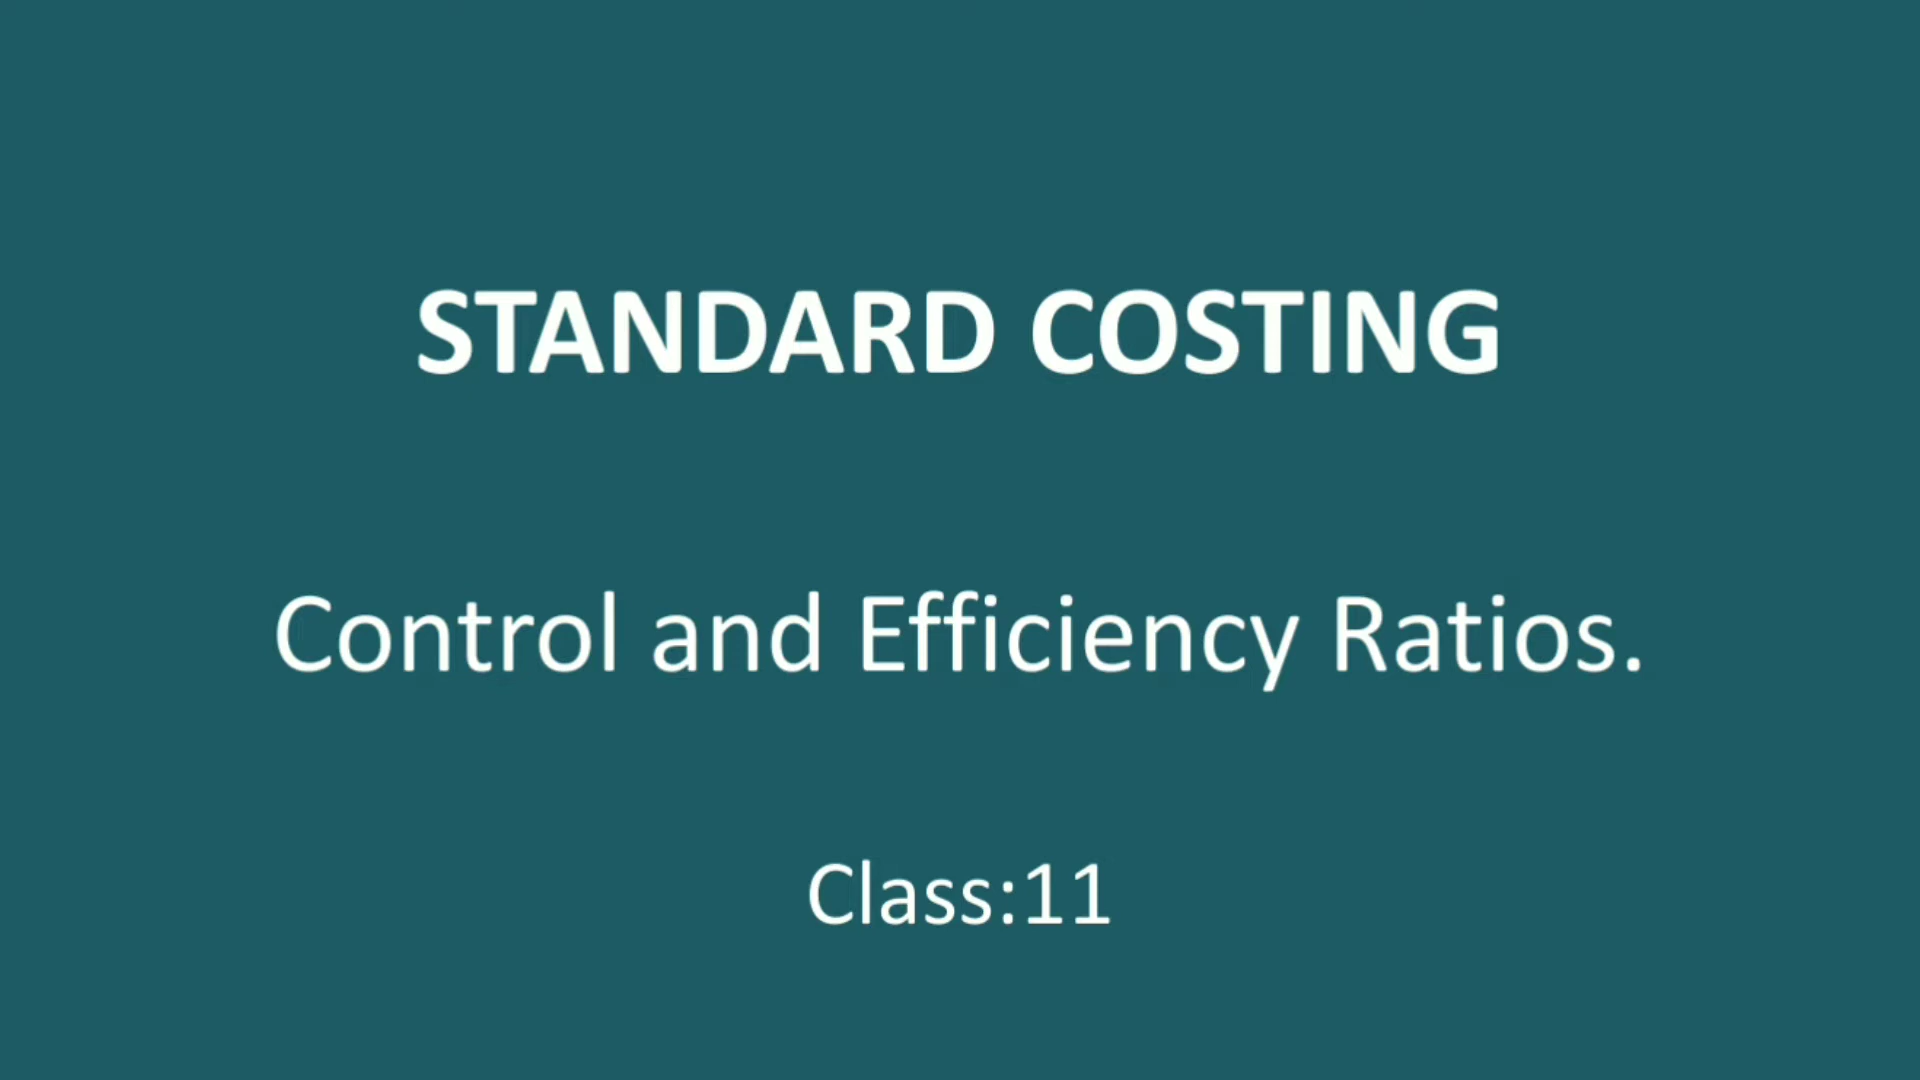 STANDARD COSTING
Control and Efficiency Ratios.
Class:11